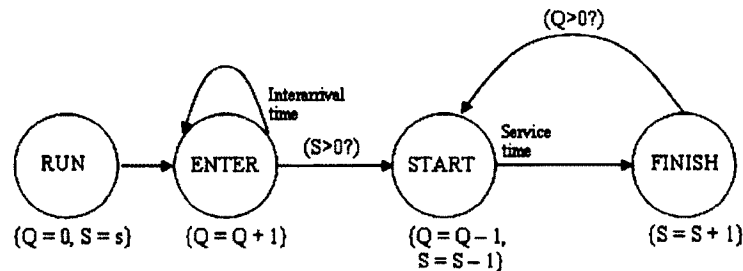 (Q>0?)
Interarrival
time
Service
time
RUN
ENTER
(S>0?)
START
FINISH
{Q = 0, S = s}
{Q = Q + 1}
{Q = Q – 1,
S = S – 1}
{S = S + 1}